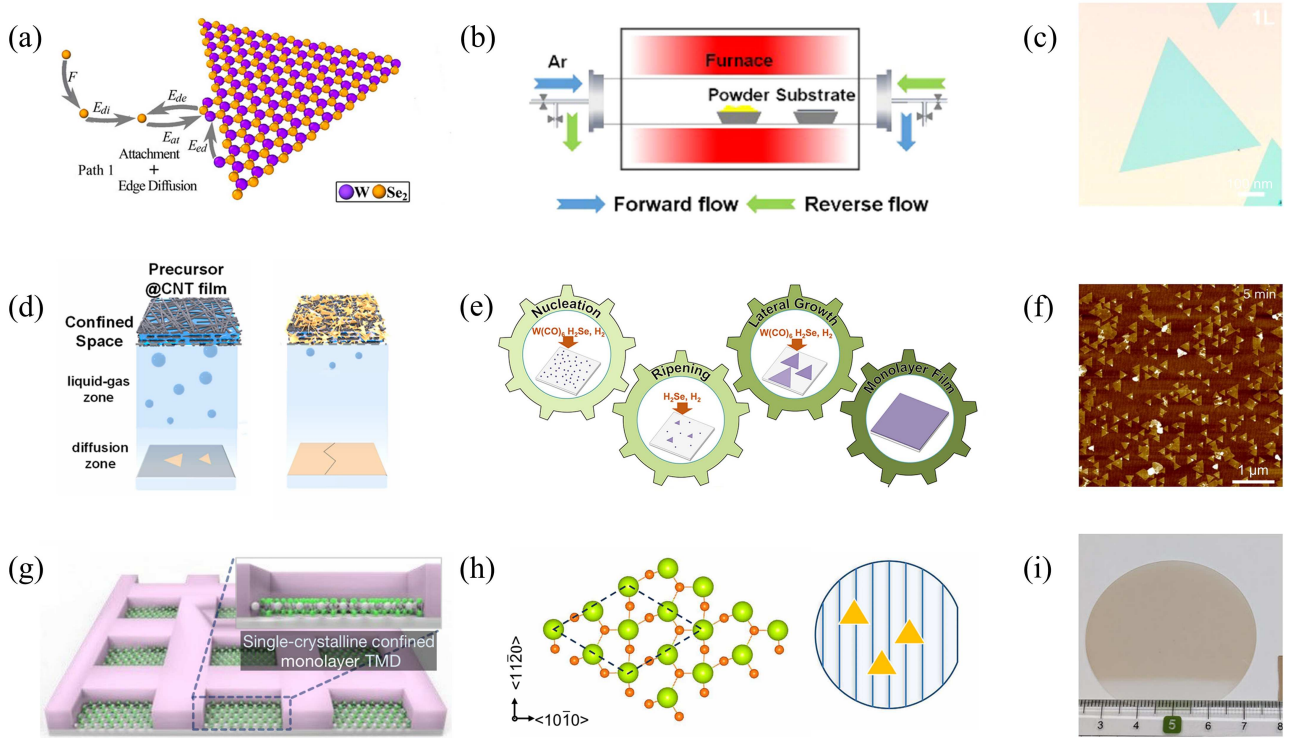 (a)
F
E_di
E_de
E_at
E_ed
Path 1
Attachment
+
Edge Diffusion
W Se₂
(b)
Ar
Furnace
Powder Substrate
Forward flow
Reverse flow
(c)
1L
nm
(d)
Precursor
@CNT film
Confined
Space
liquid-gas
zone
diffusion
zone
(e)
Nucleation
W(CO)₆ H₂Se, H₂
Ripening
H₂Se, H₂
Lateral Growth
W(CO)₆ H₂Se, H₂
Monolayer Film
(f)
5 min
1 μm
(g)
Single-crystalline confined
monolayer TMD
(h)
<112̄0>
<101̄0>
(i)
3 4 5 6 7 8